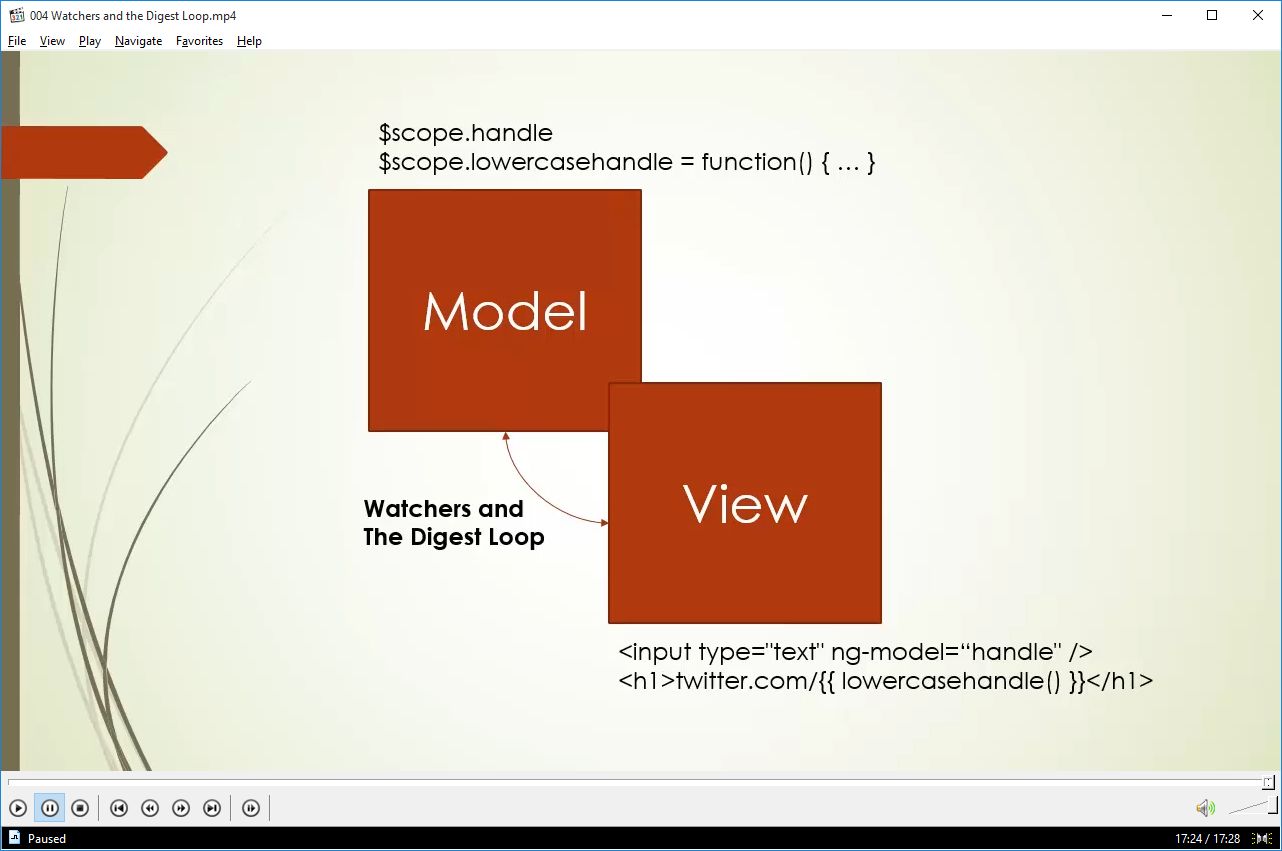 004 Watchers and the Digest Loop.mp4
File View Play Navigate Favorites Help
$scope.handle
$scope.lowercasehandle = function() { … }
Model
Watchers and
The Digest Loop
View
<input type="text" ng-model=“handle" />
<h1>twitter.com/{{ lowercasehandle() }}</h1>
Paused
17:24 / 17:28